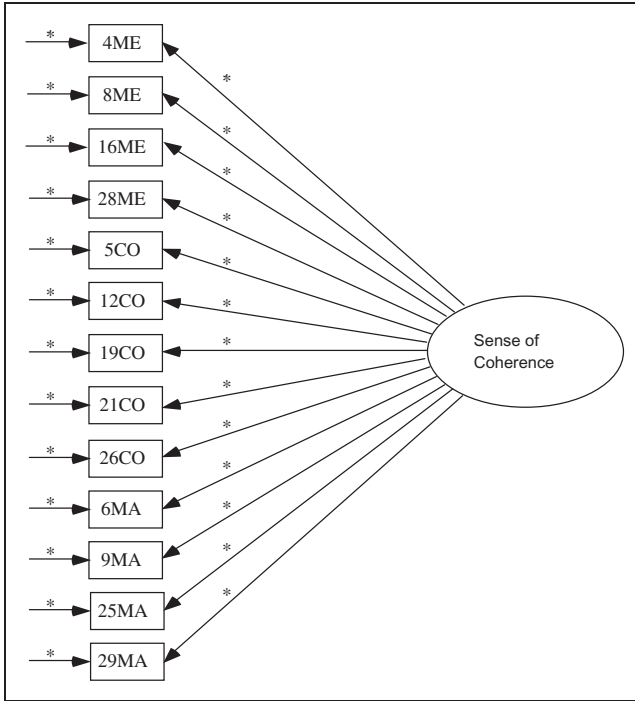 * 4ME
*
* 8ME
*
* 16ME
*
* 28ME
*
* 5CO
*
* 12CO
*
* 19CO
*
Sense of
Coherence
* 21CO
*
* 26CO
*
* 6MA
*
* 9MA
*
* 25MA
*
* 29MA
*